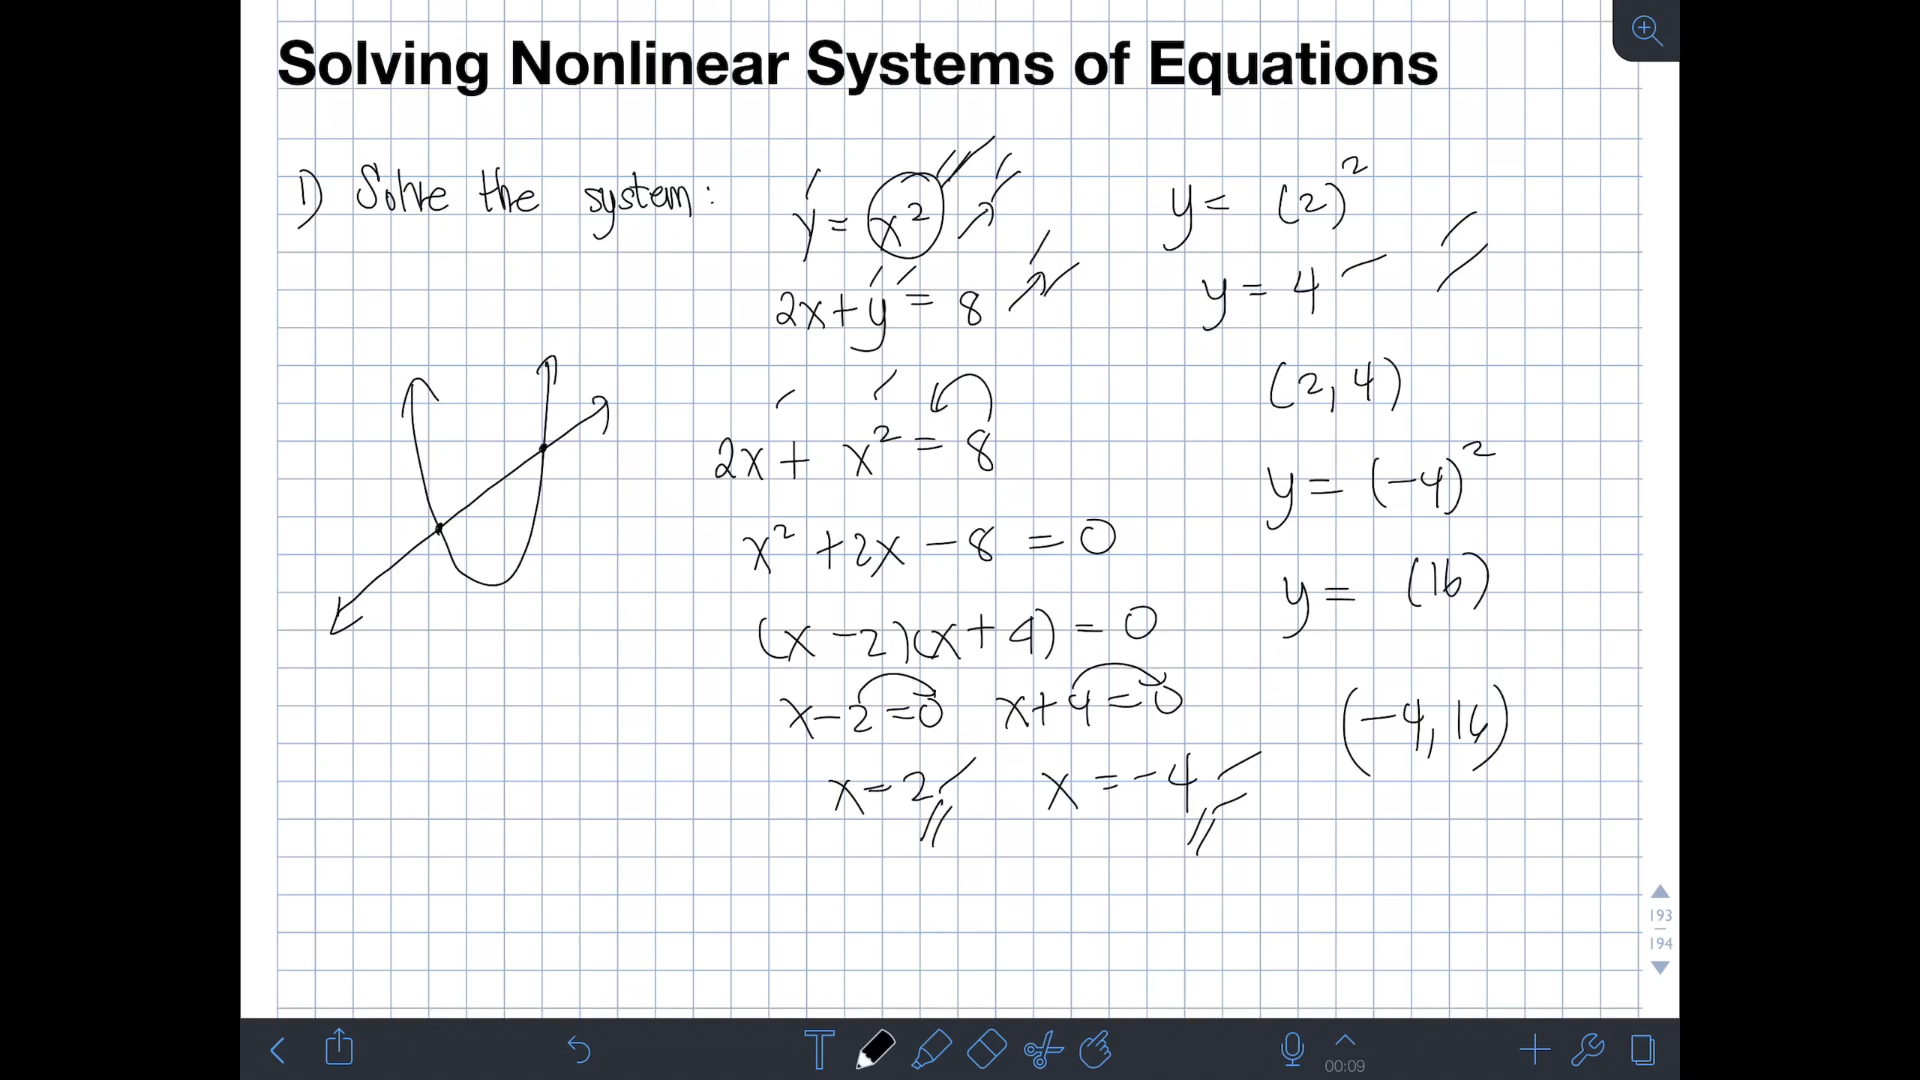 Solving Nonlinear Systems of Equations
1) Solve the system:
y = x²
2x + y = 8
2x + x² = 8
x² + 2x - 8 = 0
(x - 2)(x + 4) = 0
x - 2 = 0 x + 4 = 0
x = 2 x = -4
y = (2)²
y = 4
(2, 4)
y = (-4)²
y = (16)
(-4, 16)
193
194
T
00:09